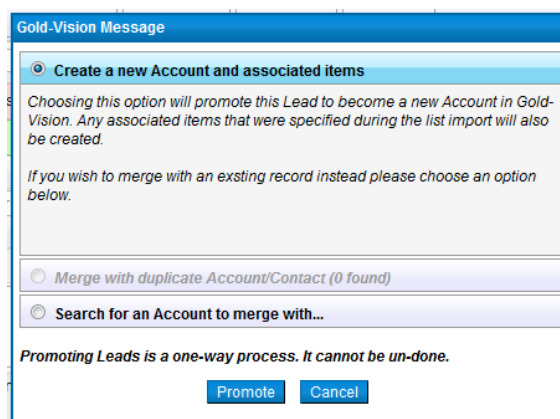 Gold-Vision Message
Create a new Account and associated items
Choosing this option will promote this Lead to become a new Account in Gold-
Vision. Any associated items that were specified during the list import will also
be created.
If you wish to merge with an exsting record instead please choose an option
below.
Merge with duplicate Account/Contact (0 found)
Search for an Account to merge with...
Promoting Leads is a one-way process. It cannot be un-done.
Promote Cancel